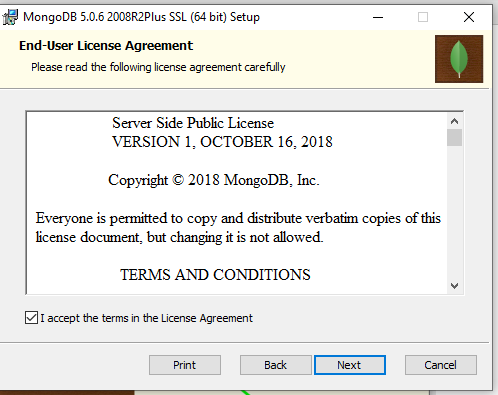 MongoDB 5.0.6 2008R2Plus SSL (64 bit) Setup
End-User License Agreement
Please read the following license agreement carefully
Server Side Public License
VERSION 1, OCTOBER 16, 2018
Copyright © 2018 MongoDB, Inc.
Everyone is permitted to copy and distribute verbatim copies of this
license document, but changing it is not allowed.
TERMS AND CONDITIONS
I accept the terms in the License Agreement
Print
Back
Next
Cancel